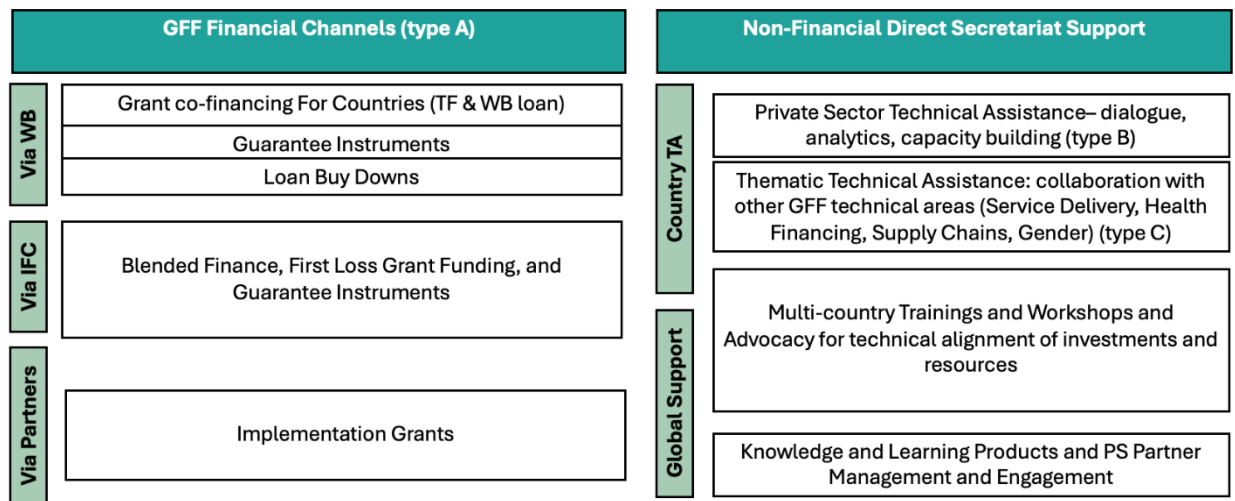 GFF Financial Channels (type A)
Via WB
Grant co-financing For Countries (TF & WB loan)
Guarantee Instruments
Loan Buy Downs
Via IFC
Blended Finance, First Loss Grant Funding, and
Guarantee Instruments
Via Partners
Implementation Grants
Non-Financial Direct Secretariat Support
Country TA
Private Sector Technical Assistance– dialogue,
analytics, capacity building (type B)
Thematic Technical Assistance: collaboration with
other GFF technical areas (Service Delivery, Health
Financing, Supply Chains, Gender) (type C)
Global Support
Multi-country Trainings and Workshops and
Advocacy for technical alignment of investments and
resources
Knowledge and Learning Products and PS Partner
Management and Engagement